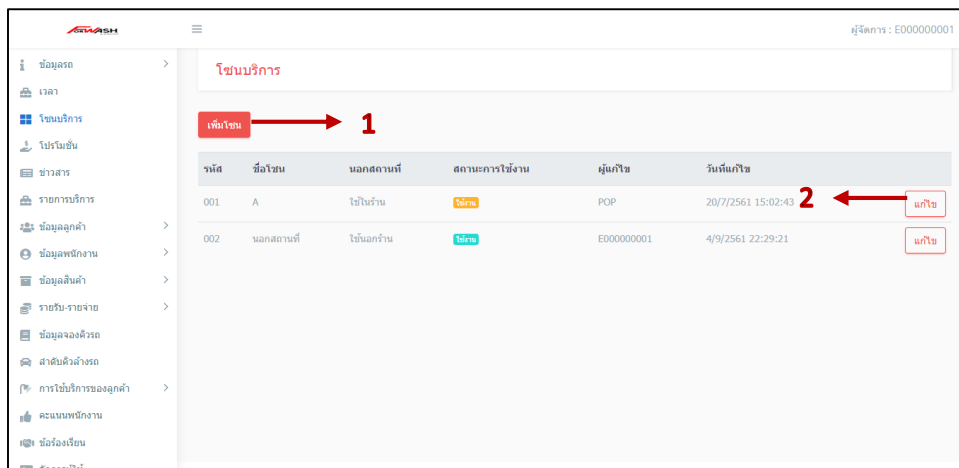 FORWASH
ผู้จัดการ : E000000001
ข้อมูลรถ
เวลา
โซนบริการ
โปรโมชั่น
ข่าวสาร
รายการบริการ
ข้อมูลลูกค้า
ข้อมูลพนักงาน
ข้อมูลสินค้า
รายรับ-รายจ่าย
ข้อมูลจองคิวรถ
ลำดับคิวล้างรถ
การใช้บริการของลูกค้า
คะแนนพนักงาน
ข้อร้องเรียน
โซนบริการ
เพิ่มโซน
1
รหัส ชื่อโซน นอกสถานที่ สถานะการใช้งาน ผู้แก้ไข วันที่แก้ไข
001 A ใช้ในร้าน ใช้งาน POP 20/7/2561 15:02:43 2 แก้ไข
002 นอกสถานที่ ใช้นอกร้าน ใช้งาน E000000001 4/9/2561 22:29:21 แก้ไข